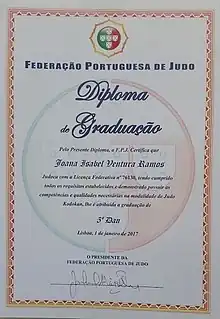 FEDERAÇÃO PORTUGUESA DE JUDO
Diploma
de Graduação
Pelo Presente Diploma, a F.P.J. Certifica que
Joana Isabel Ventura Ramos
Judoca com a Licença Federativa nº 76130, tendo cumprido
todos os requisitos estabelecidos e demonstrado possuir as
competências e qualidades necessárias na modalidade de Judo
Kodokan, lhe é atribuída a graduação de
5º Dan
Lisboa, 1 de janeiro de 2017
O PRESIDENTE DA
FEDERAÇÃO PORTUGUESA DE JUDO